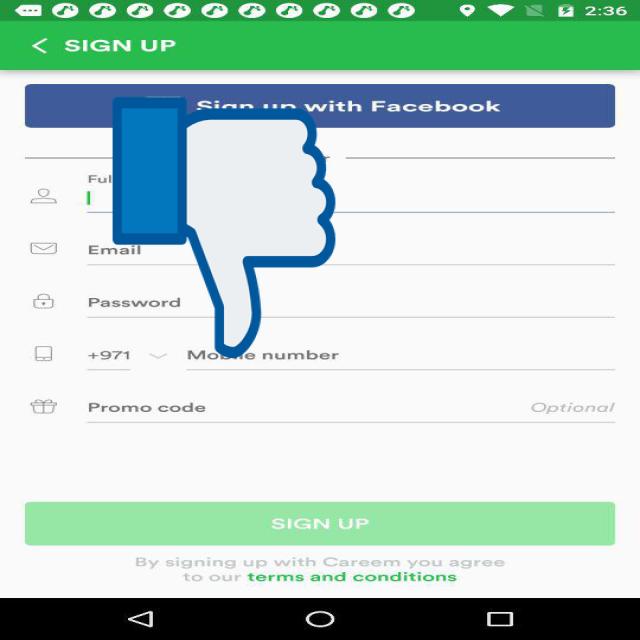 2:36
SIGN UP
Sign up with Facebook
Ful
Email
Password
+971 Mobile number
Promo code Optional
SIGN UP
By signing up with Careem you agree
to our terms and conditions